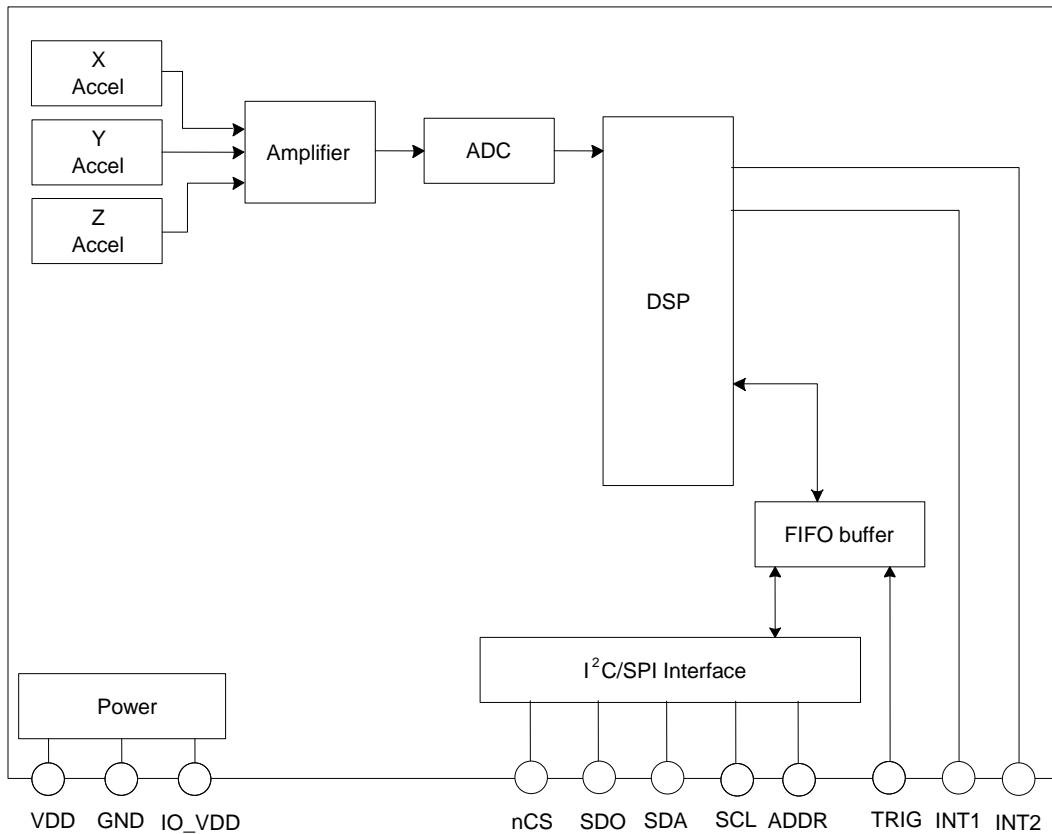 X
Accel
Y
Accel
Z
Accel
Amplifier
ADC
DSP
FIFO buffer
I²C/SPI Interface
Power
VDD GND IO_VDD nCS SDO SDA SCL ADDR TRIG INT1 INT2